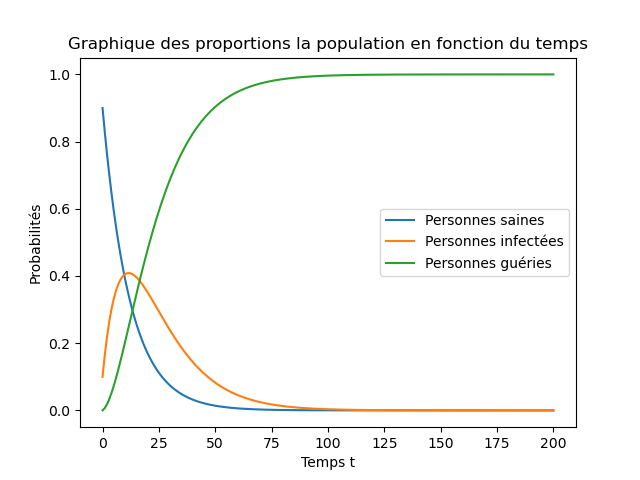 Graphique des proportions la population en fonction du temps
1.0
0.8
0.6
0.4
0.2
0.0
Probabilités
Personnes saines
Personnes infectées
Personnes guéries
0 25 50 75 100 125 150 175 200
Temps t